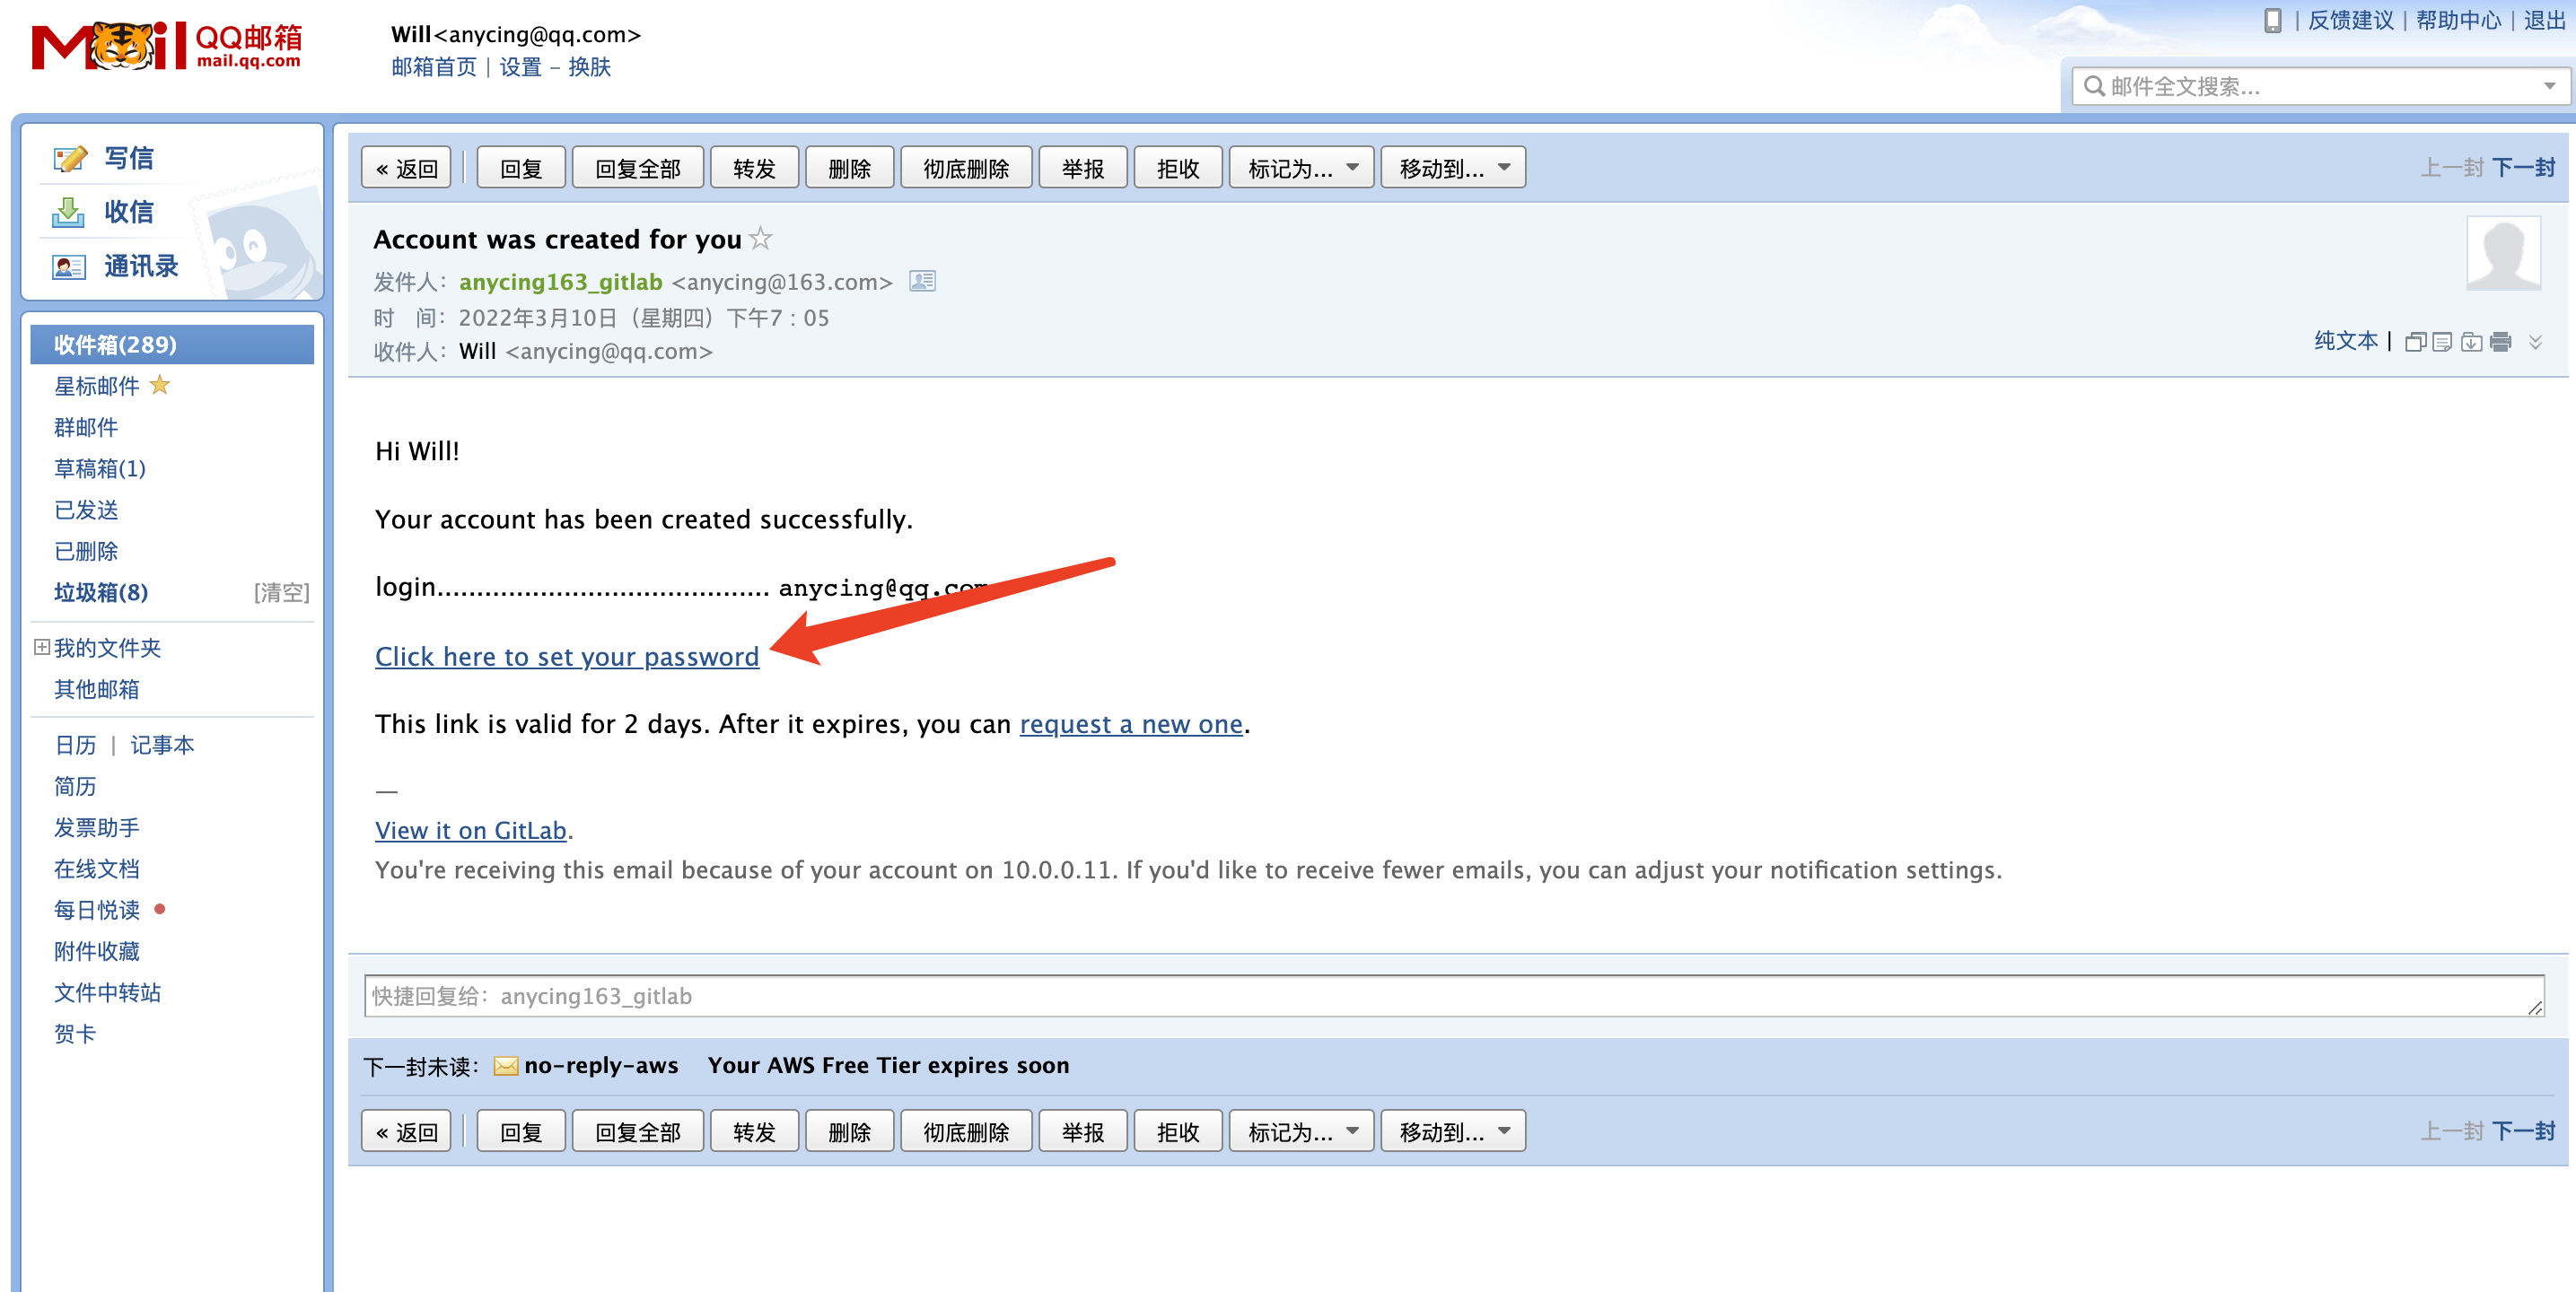 Mail QQ邮箱
mail.qq.com
Will<anycing@qq.com>
邮箱首页 | 设置 - 换肤
| 反馈建议 | 帮助中心 | 退出
邮件全文搜索...
写信
收信
通讯录
收件箱(289)
星标邮件
群邮件
草稿箱(1)
已发送
已删除
垃圾箱(8) [清空]
我的文件夹
其他邮箱
日历 | 记事本
简历
发票助手
在线文档
每日悦读
附件收藏
文件中转站
贺卡
« 返回 回复 回复全部 转发 删除 彻底删除 举报 拒收 标记为... 移动到... 上一封 下一封
Account was created for you
发件人: anycing163_gitlab <anycing@163.com>
时 间: 2022年3月10日（星期四）下午7:05
收件人: Will <anycing@qq.com>
纯文本 |
Hi Will!
Your account has been created successfully.
login.......................................... anycing@qq.com
Click here to set your password
This link is valid for 2 days. After it expires, you can request a new one.
—
View it on GitLab.
You're receiving this email because of your account on 10.0.0.11. If you'd like to receive fewer emails, you can adjust your notification settings.
快捷回复给: anycing163_gitlab
下一封未读: no-reply-aws Your AWS Free Tier expires soon
« 返回 回复 回复全部 转发 删除 彻底删除 举报 拒收 标记为... 移动到... 上一封 下一封